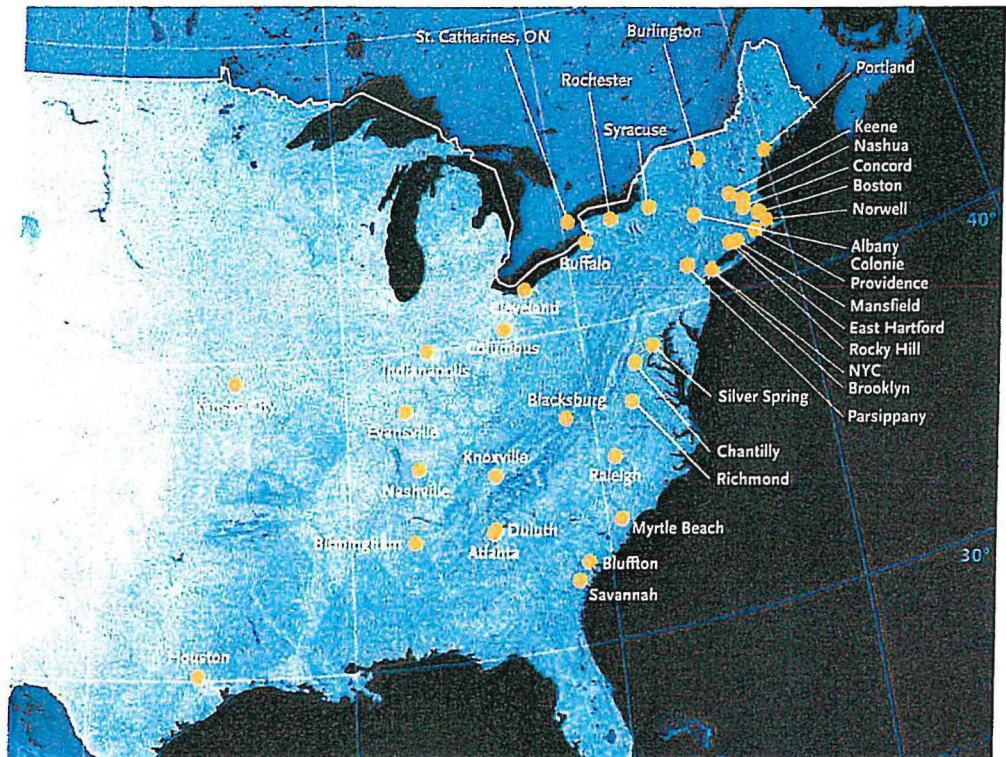 St. Catharines, ON
Burlington
Rochester
Portland
Syracuse
Keene
Nashua
Concord
Boston
Norwell
40°
Albany
Colonie
Buffalo
Providence
Mansfield
Cleveland
East Hartford
Columbus
Rocky Hill
Indianapolis
NYC
Brooklyn
Kansas City
Silver Spring
Blacksburg
Parsippany
Evansville
Chantilly
Knoxville
Raleigh
Richmond
Nashville
Duluth
Myrtle Beach
Birmingham
Atlanta
30°
Bluffton
Savannah
Houston